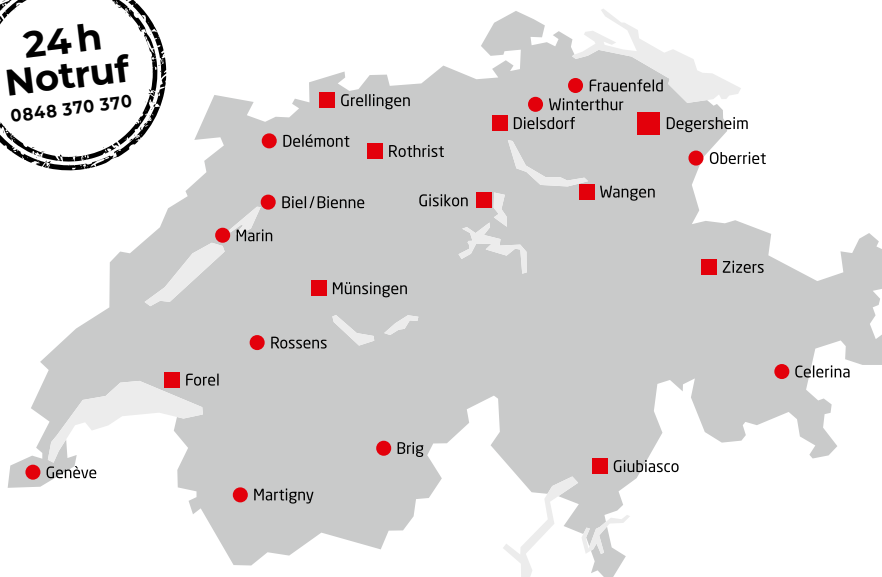 24 h
Notruf
0848 370 370
Frauenfeld
Grellingen
Winterthur
Dielsdorf
Degersheim
Delémont
Rothrist
Oberriet
Wangen
Biel/Bienne
Gisikon
Marin
Zizers
Münsingen
Rossens
Celerina
Forel
Brig
Giubiasco
Genève
Martigny